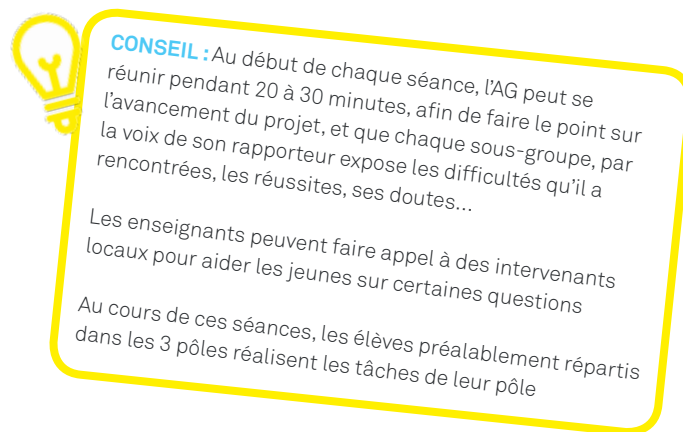 CONSEIL : Au début de chaque séance, l’AG peut se
réunir pendant 20 à 30 minutes, afin de faire le point sur
l’avancement du projet, et que chaque sous-groupe, par
la voix de son rapporteur expose les difficultés qu’il a
rencontrées, les réussites, ses doutes...
Les enseignants peuvent faire appel à des intervenants
locaux pour aider les jeunes sur certaines questions
Au cours de ces séances, les élèves préalablement répartis
dans les 3 pôles réalisent les tâches de leur pôle